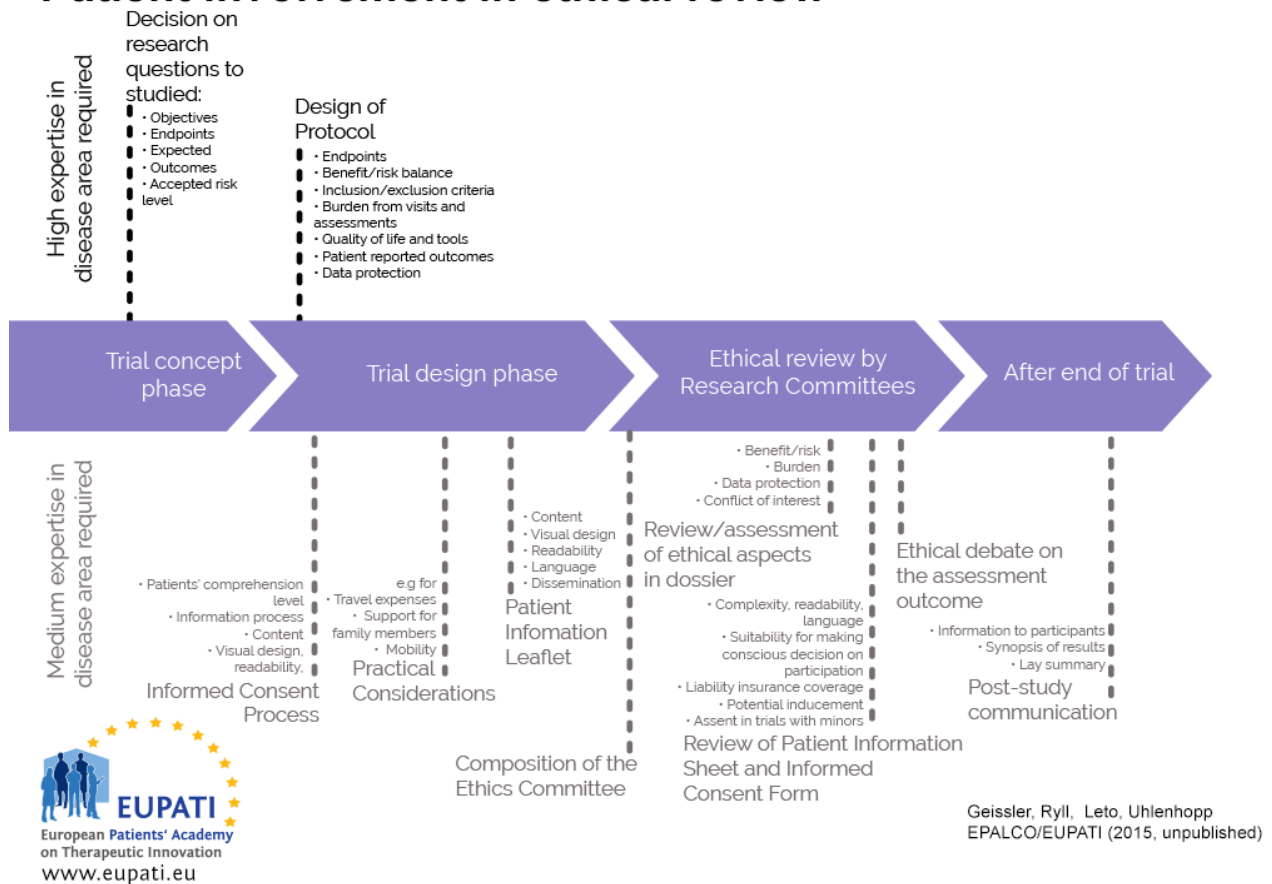 Patient involvement in ethical review
Decision on
research
questions to
studied:
• Objectives
• Endpoints
• Expected
• Outcomes
• Accepted risk
level
High expertise in
disease area required
Design of
Protocol
• Endpoints
• Benefit/risk balance
• Inclusion/exclusion criteria
• Burden from visits and
assessments
• Quality of life and tools
• Patient reported outcomes
• Data protection
Trial concept
phase
Trial design phase
Ethical review by
Research Committees
After end of trial
Medium expertise in
disease area required
• Patients' comprehension
level
• Information process
• Content
• Visual design,
readability,
Informed Consent
Process
e.g for
• Travel expenses
• Support for
family members
• Mobility
Practical
Considerations
• Content
• Visual design
• Readability
• Language
• Dissemination
Patient
Infomation
Leaflet
Composition of the
Ethics Committee
• Benefit/risk
• Burden
• Data protection
• Conflict of interest
Review/assessment
of ethical aspects
in dossier
• Complexity, readability,
language
• Suitability for making
conscious decision on
participation
• Liability insurance coverage
• Potential inducement
• Assent in trials with minors
Review of Patient Information
Sheet and Informed
Consent Form
Ethical debate on
the assessment
outcome
• Information to participants
• Synopsis of results
• Lay summary
Post-study
communication
EUPATI
European Patients' Academy
on Therapeutic Innovation
www.eupati.eu
Geissler, Ryll, Leto, Uhlenhopp
EPALCO/EUPATI (2015, unpublished)